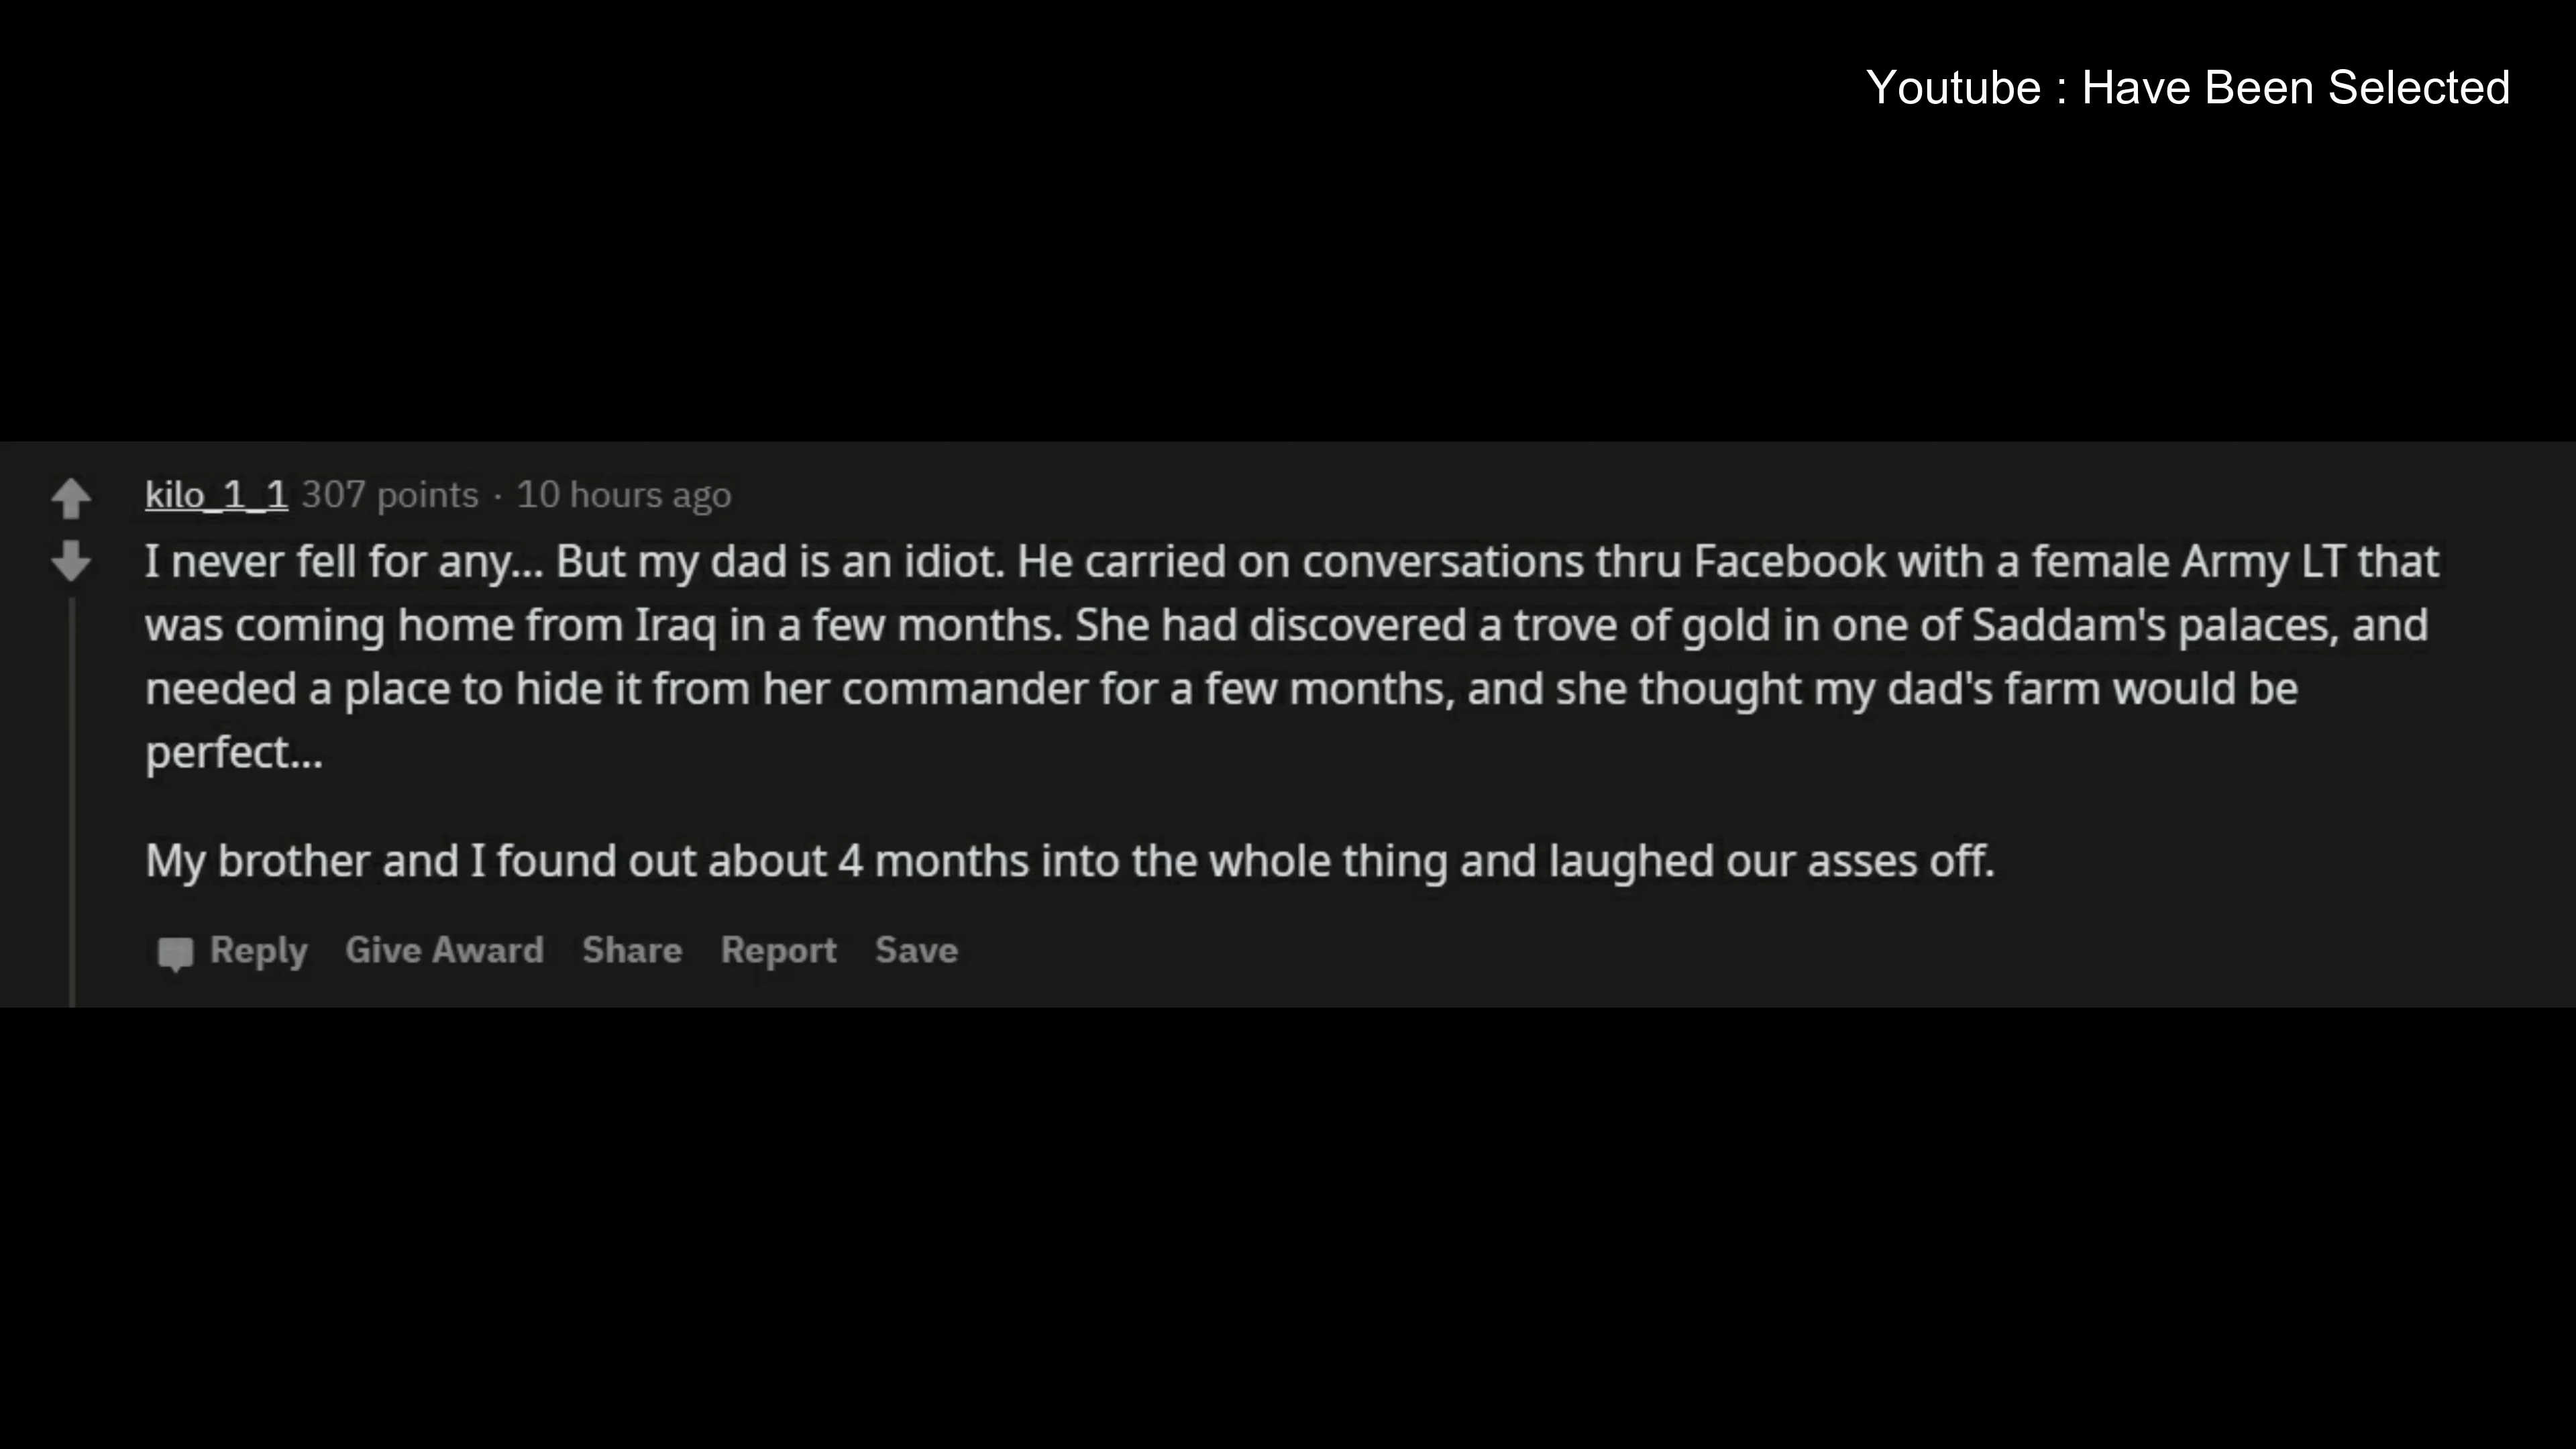 Youtube : Have Been Selected
kilo_1_1 307 points · 10 hours ago
I never fell for any... But my dad is an idiot. He carried on conversations thru Facebook with a female Army LT that
was coming home from Iraq in a few months. She had discovered a trove of gold in one of Saddam's palaces, and
needed a place to hide it from her commander for a few months, and she thought my dad's farm would be
perfect...
My brother and I found out about 4 months into the whole thing and laughed our asses off.
Reply Give Award Share Report Save